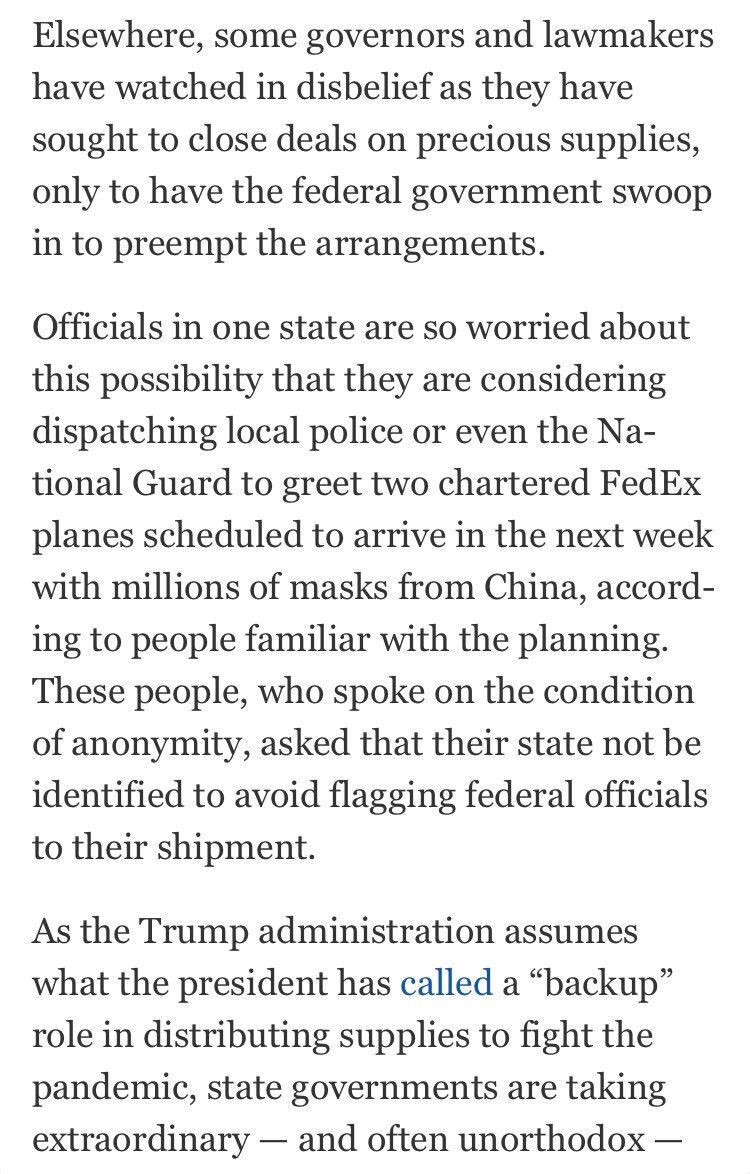 Elsewhere, some governors and lawmakers
have watched in disbelief as they have
sought to close deals on precious supplies,
only to have the federal government swoop
in to preempt the arrangements.
Officials in one state are so worried about
this possibility that they are considering
dispatching local police or even the Na-
tional Guard to greet two chartered FedEx
planes scheduled to arrive in the next week
with millions of masks from China, accord-
ing to people familiar with the planning.
These people, who spoke on the condition
of anonymity, asked that their state not be
identified to avoid flagging federal officials
to their shipment.
As the Trump administration assumes
what the president has called a “backup”
role in distributing supplies to fight the
pandemic, state governments are taking
extraordinary — and often unorthodox —